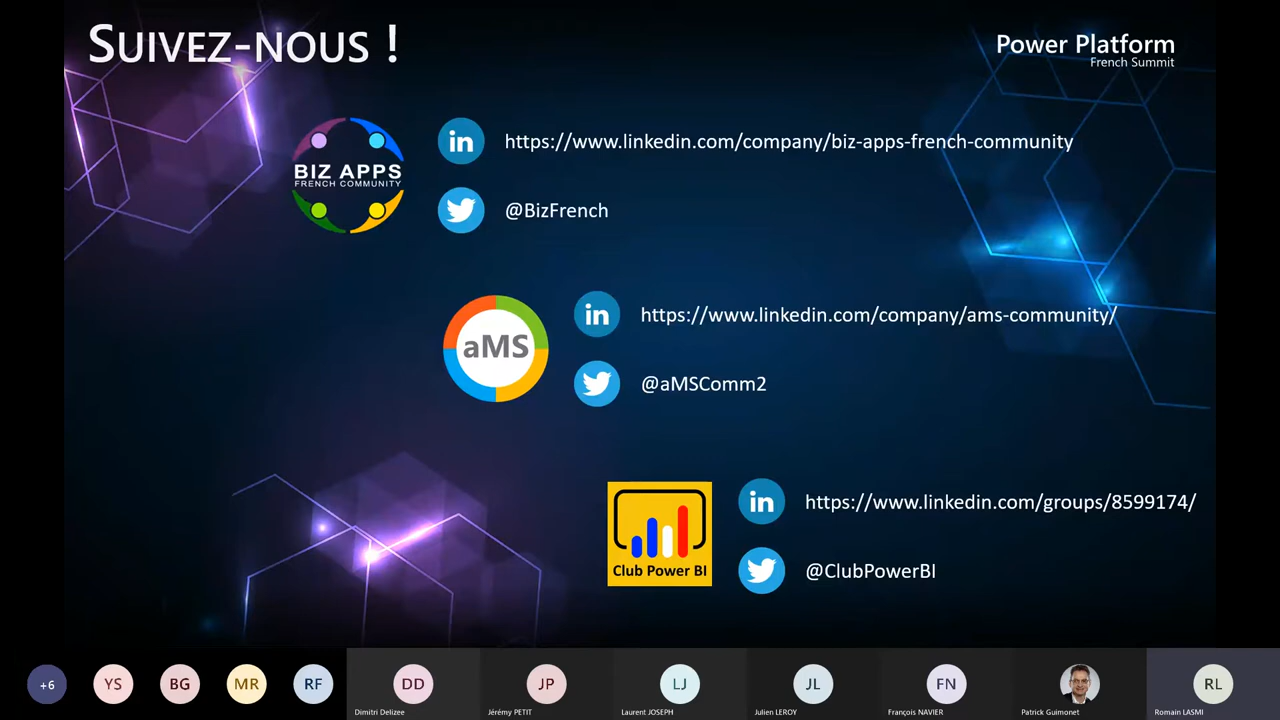 SUIVEZ-NOUS !
Power Platform
French Summit
BIZ APPS
FRENCH COMMUNITY
https://www.linkedin.com/company/biz-apps-french-community
@BizFrench
aMS
https://www.linkedin.com/company/ams-community/
@aMSComm2
Club Power BI
https://www.linkedin.com/groups/8599174/
@ClubPowerBI
+6
YS
BG
MR
RF
DD
JP
LJ
JL
FN
RL
Dimitri Delizee
Jérémy PETIT
Laurent JOSEPH
Julien LEROY
François NAVIER
Patrick Guimonet
Romain LASMI